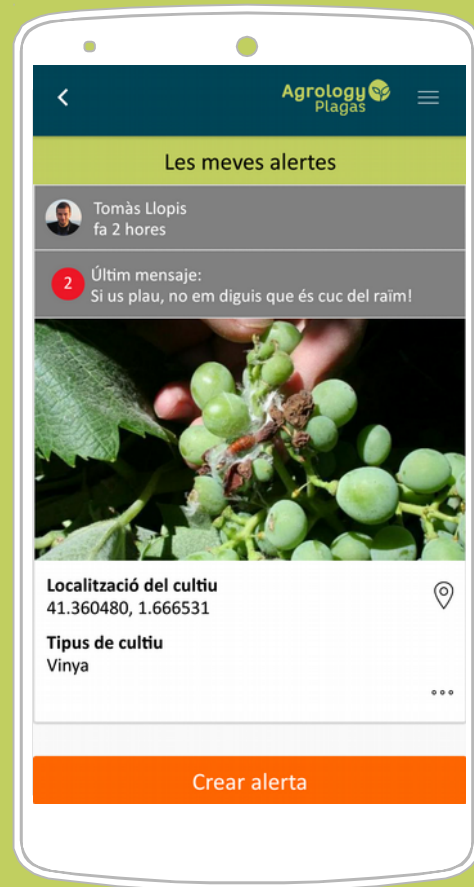 Agrology
Plagas
Les meves alertes
Tomàs Llopis
fa 2 hores
2
Últim mensaje:
Si us plau, no em diguis que és cuc del raïm!
Localització del cultiu
41.360480, 1.666531
Tipus de cultiu
Vinya
Crear alerta